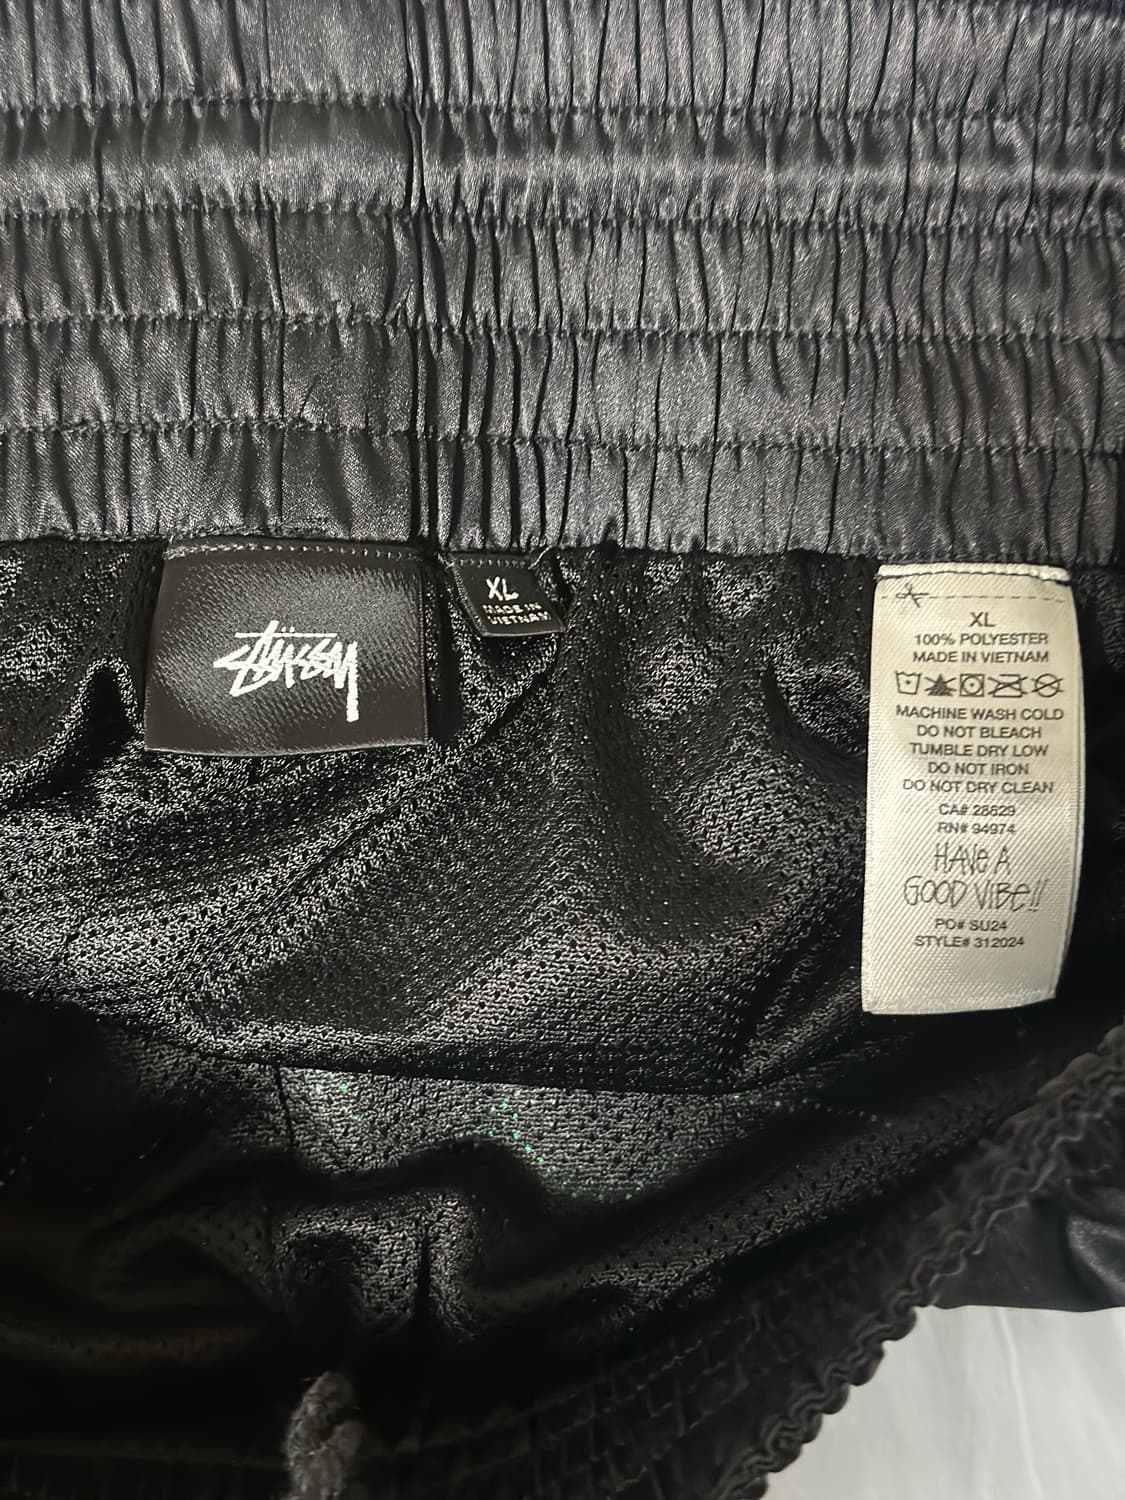 Stüssy
XL
MADE IN
VIETNAM
XL
100% POLYESTER
MADE IN VIETNAM
MACHINE WASH COLD
DO NOT BLEACH
TUMBLE DRY LOW
DO NOT IRON
DO NOT DRY CLEAN
CA# 28629
RN# 94974
HAVE A
GOOD VIBE!!
PO# SU24
STYLE# 312024